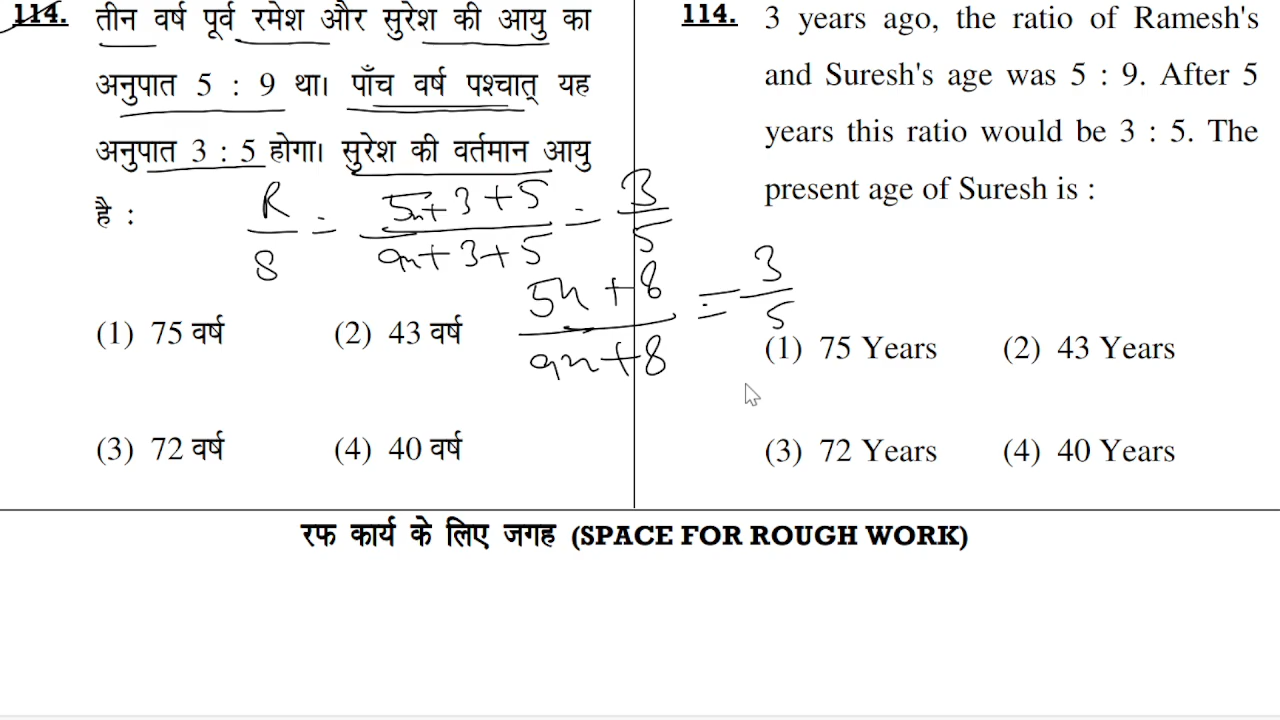 114. तीन वर्ष पूर्व रमेश और सुरेश की आयु का
अनुपात 5 : 9 था। पाँच वर्ष पश्चात् यह
अनुपात 3 : 5 होगा। सुरेश की वर्तमान आयु
है :
R/S = 5x+3+5/9x+3+5 = 3/5
5x+8/9x+8 = 3/5
(1) 75 वर्ष (2) 43 वर्ष
(3) 72 वर्ष (4) 40 वर्ष
114. 3 years ago, the ratio of Ramesh's
and Suresh's age was 5 : 9. After 5
years this ratio would be 3 : 5. The
present age of Suresh is :
(1) 75 Years (2) 43 Years
(3) 72 Years (4) 40 Years
रफ कार्य के लिए जगह (SPACE FOR ROUGH WORK)